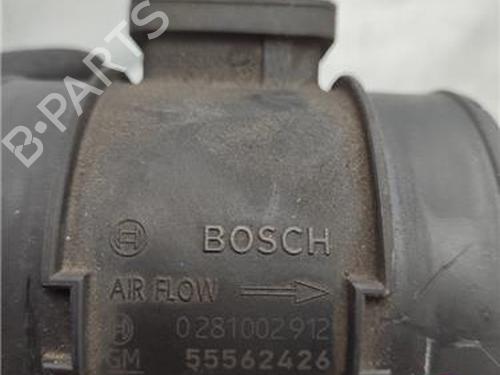 B-PARTS
BOSCH
AIR FLOW
0281002912
GM 55562426